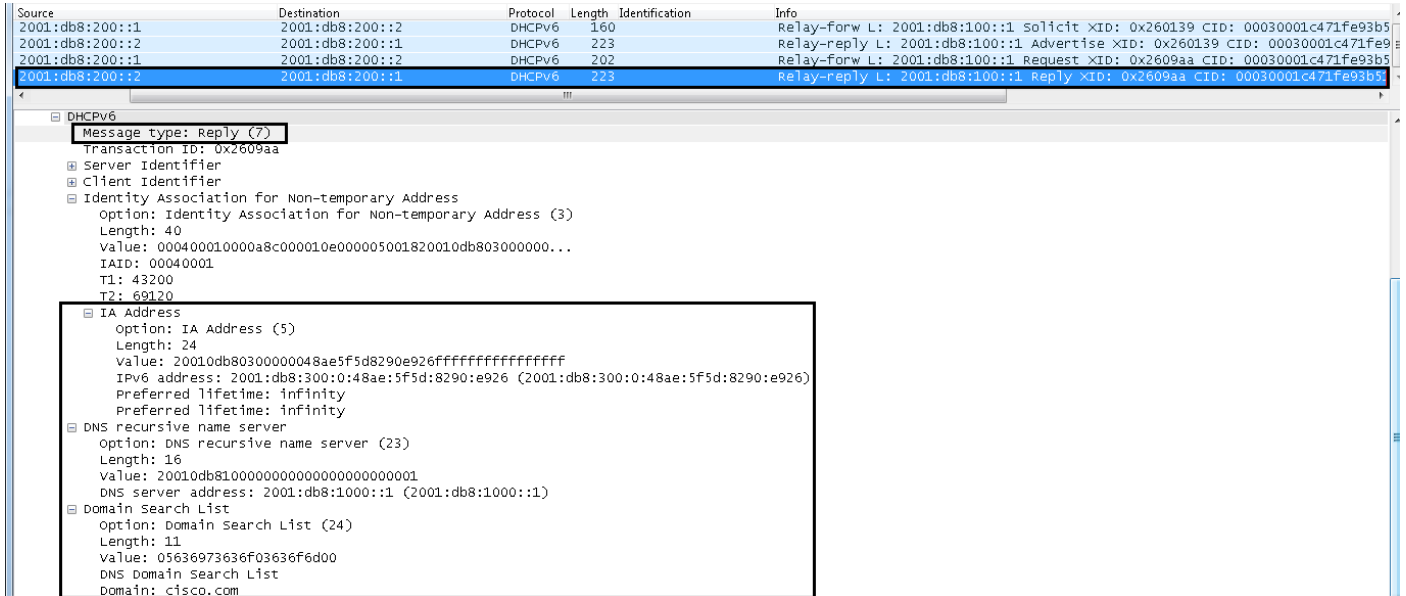 Source Destination Protocol Length Identification Info
2001:db8:200::1 2001:db8:200::2 DHCPv6 160 Relay-forw L: 2001:db8:100::1 Solicit XID: 0x260139 CID: 00030001c471fe93b5
2001:db8:200::2 2001:db8:200::1 DHCPv6 223 Relay-reply L: 2001:db8:100::1 Advertise XID: 0x260139 CID: 00030001c471fe9
2001:db8:200::1 2001:db8:200::2 DHCPv6 202 Relay-forw L: 2001:db8:100::1 Request XID: 0x2609aa CID: 00030001c471fe93b5
2001:db8:200::2 2001:db8:200::1 DHCPv6 223 Relay-reply L: 2001:db8:100::1 Reply XID: 0x2609aa CID: 00030001c471fe93b51
DHCPv6
Message type: Reply (7)
Transaction ID: 0x2609aa
Server Identifier
Client Identifier
Identity Association for Non-temporary Address
Option: Identity Association for Non-temporary Address (3)
Length: 40
Value: 000400010000a8c000010e000005001820010db803000000...
IAID: 00040001
T1: 43200
T2: 69120
IA Address
Option: IA Address (5)
Length: 24
Value: 20010db80300000048ae5f5d8290e926ffffffffffffffff
IPv6 address: 2001:db8:300:0:48ae:5f5d:8290:e926 (2001:db8:300:0:48ae:5f5d:8290:e926)
Preferred lifetime: infinity
Preferred lifetime: infinity
DNS recursive name server
Option: DNS recursive name server (23)
Length: 16
Value: 20010db8100000000000000000000001
DNS server address: 2001:db8:1000::1 (2001:db8:1000::1)
Domain Search List
Option: Domain Search List (24)
Length: 11
Value: 05636973636f03636f6d00
DNS Domain Search List
Domain: cisco.com